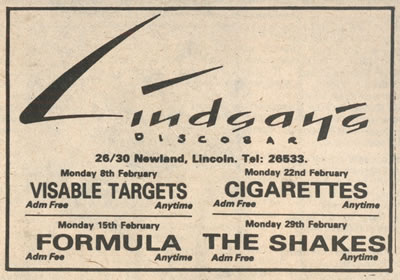 Lindsay's
DISCOBAR
26/30 Newland, Lincoln. Tel: 26533.
Monday 8th February
VISABLE TARGETS
Adm Free Anytime
Monday 22nd February
CIGARETTES
Adm Free Anytime
Monday 15th February
FORMULA
Adm Fee Anytime
Monday 29th February
THE SHAKES
Adm Free Anytime